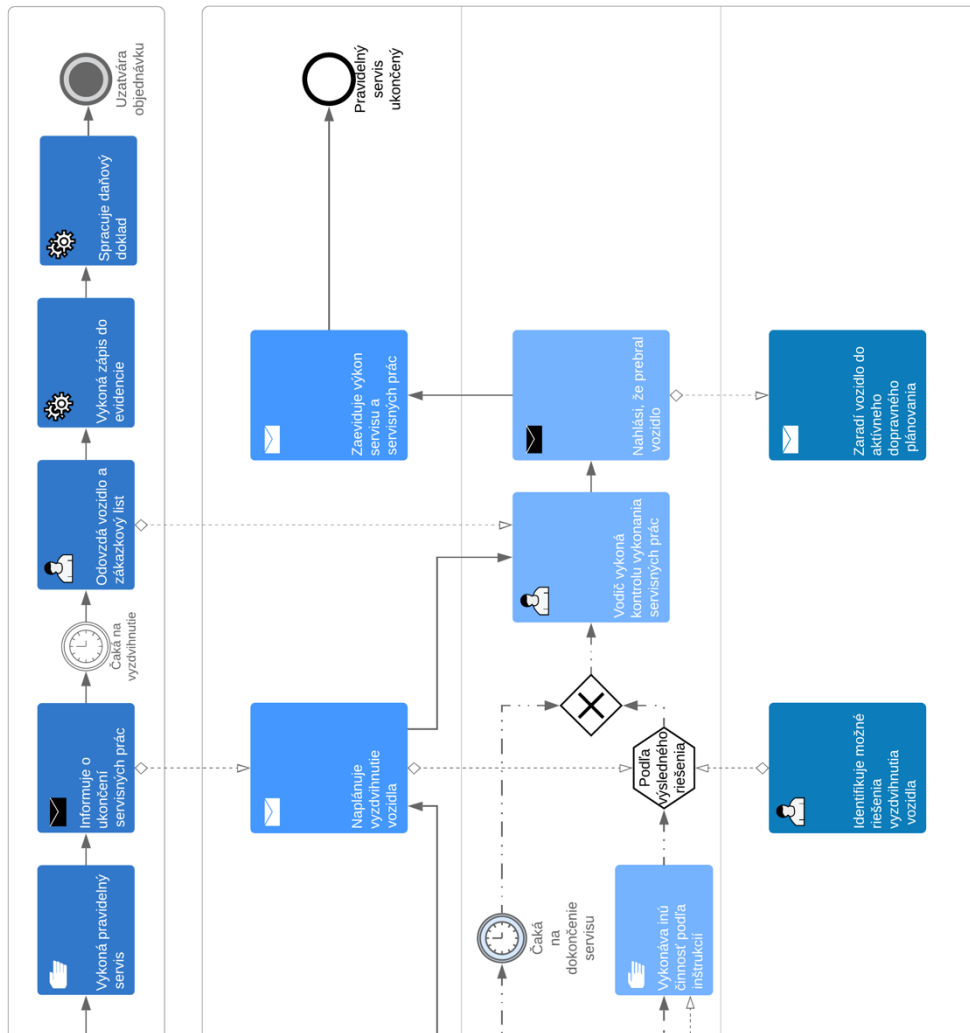 Uzatvára
objednávku
Spracuje daňový
doklad
Vykoná zápis do
evidencie
Odovzdá vozidlo a
zákazkový list
Čaká na
vyzdvihnutie
Informuje o
ukončení
servisných prác
Vykoná pravidelný
servis
Pravidelný
servis
ukončený
Zaeviduje výkon
servisu a
servisných prác
Naplánuje
vyzdvihnutie
vozidla
Nahlási, že prebral
vozidlo
Vodič vykoná
kontrolu vykonania
servisných prác
Podľa
výsledného
riešenia
Čaká
na
dokončenie
servisu
Vykonáva inú
činnosť podľa
inštrukcií
Zaradí vozidlo do
aktívneho
dopravného
plánovania
Identifikuje možné
riešenia
vyzdvihnutia
vozidla